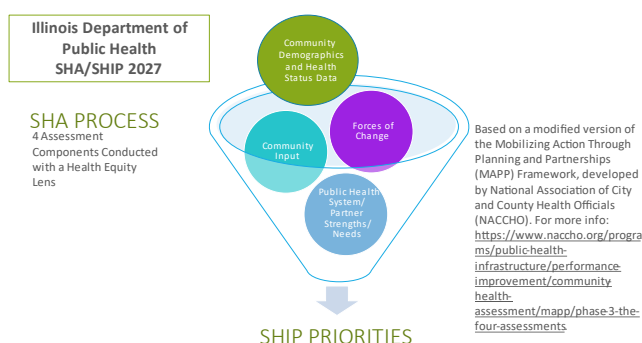 Illinois Department of
Public Health
SHA/SHIP 2027
SHA PROCESS
4 Assessment
Components Conducted
with a Health Equity
Lens
Community
Demographics
and Health
Status Data
Forces of
Change
Community
Input
Public Health
System/
Partner
Strengths/
Needs
SHIP PRIORITIES
Based on a modified version of
the Mobilizing Action Through
Planning and Partnerships
(MAPP) Framework, developed
by National Association of City
and County Health Officials
(NACCHO). For more info:
https://www.naccho.org/progra
ms/public-health-
infrastructure/performance-
improvement/community
health-
assessment/mapp/phase-3-the-
four-assessments.